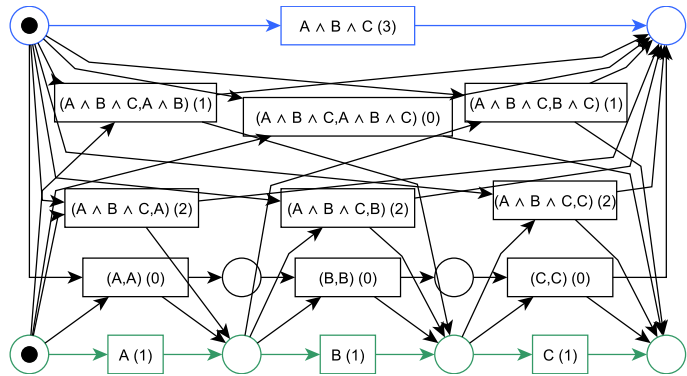 A ∧ B ∧ C (3)
(A ∧ B ∧ C,A ∧ B) (1)
(A ∧ B ∧ C,A ∧ B ∧ C) (0)
(A ∧ B ∧ C,B ∧ C) (1)
(A ∧ B ∧ C,A) (2)
(A ∧ B ∧ C,B) (2)
(A ∧ B ∧ C,C) (2)
(A,A) (0)
(B,B) (0)
(C,C) (0)
A (1)
B (1)
C (1)